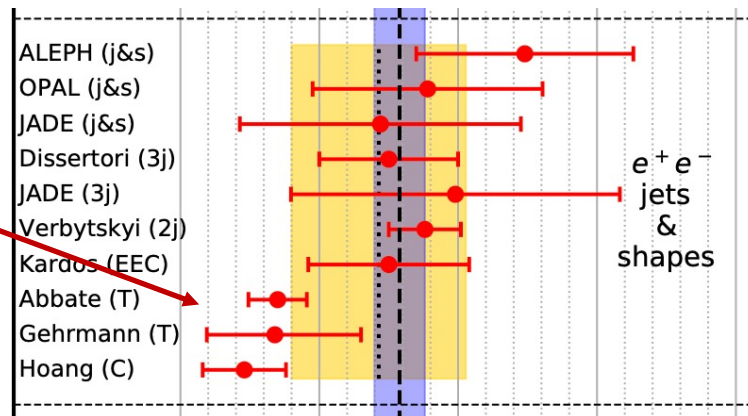 ALEPH (j&s)
OPAL (j&s)
JADE (j&s)
Dissertori (3j)
JADE (3j)
Verbytskyi (2j)
Kardos (EEC)
Abbate (T)
Gehrmann (T)
Hoang (C)
e⁺e⁻
jets
&
shapes